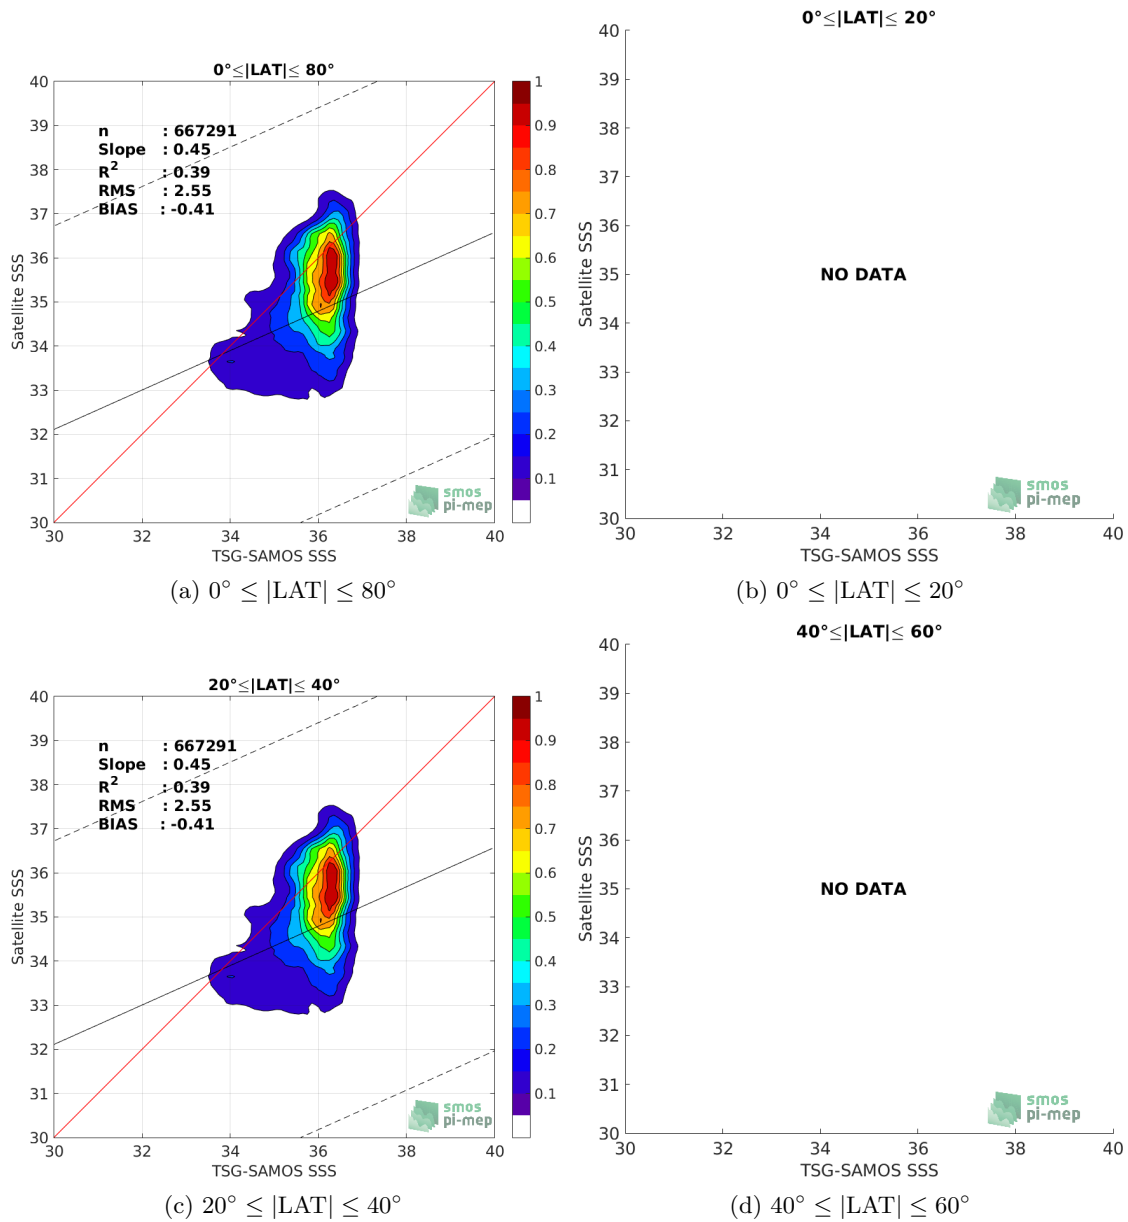 0°≤|LAT|≤ 80°
n : 667291
Slope : 0.45
R² : 0.39
RMS : 2.55
BIAS : -0.41
40
39
38
37
36
35
34
33
32
31
30
Satellite SSS
30 32 34 36 38 40
TSG-SAMOS SSS
1
0.9
0.8
0.7
0.6
0.5
0.4
0.3
0.2
0.1
smos
pi-mep
(a) 0° ≤ |LAT| ≤ 80°
0°≤|LAT|≤ 20°
40
39
38
37
36
35
34
33
32
31
30
Satellite SSS
NO DATA
smos
pi-mep
30 32 34 36 38 40
TSG-SAMOS SSS
(b) 0° ≤ |LAT| ≤ 20°
20°≤|LAT|≤ 40°
n : 667291
Slope : 0.45
R² : 0.39
RMS : 2.55
BIAS : -0.41
40
39
38
37
36
35
34
33
32
31
30
Satellite SSS
30 32 34 36 38 40
TSG-SAMOS SSS
1
0.9
0.8
0.7
0.6
0.5
0.4
0.3
0.2
0.1
smos
pi-mep
(c) 20° ≤ |LAT| ≤ 40°
40°≤|LAT|≤ 60°
40
39
38
37
36
35
34
33
32
31
30
Satellite SSS
NO DATA
smos
pi-mep
30 32 34 36 38 40
TSG-SAMOS SSS
(d) 40° ≤ |LAT| ≤ 60°